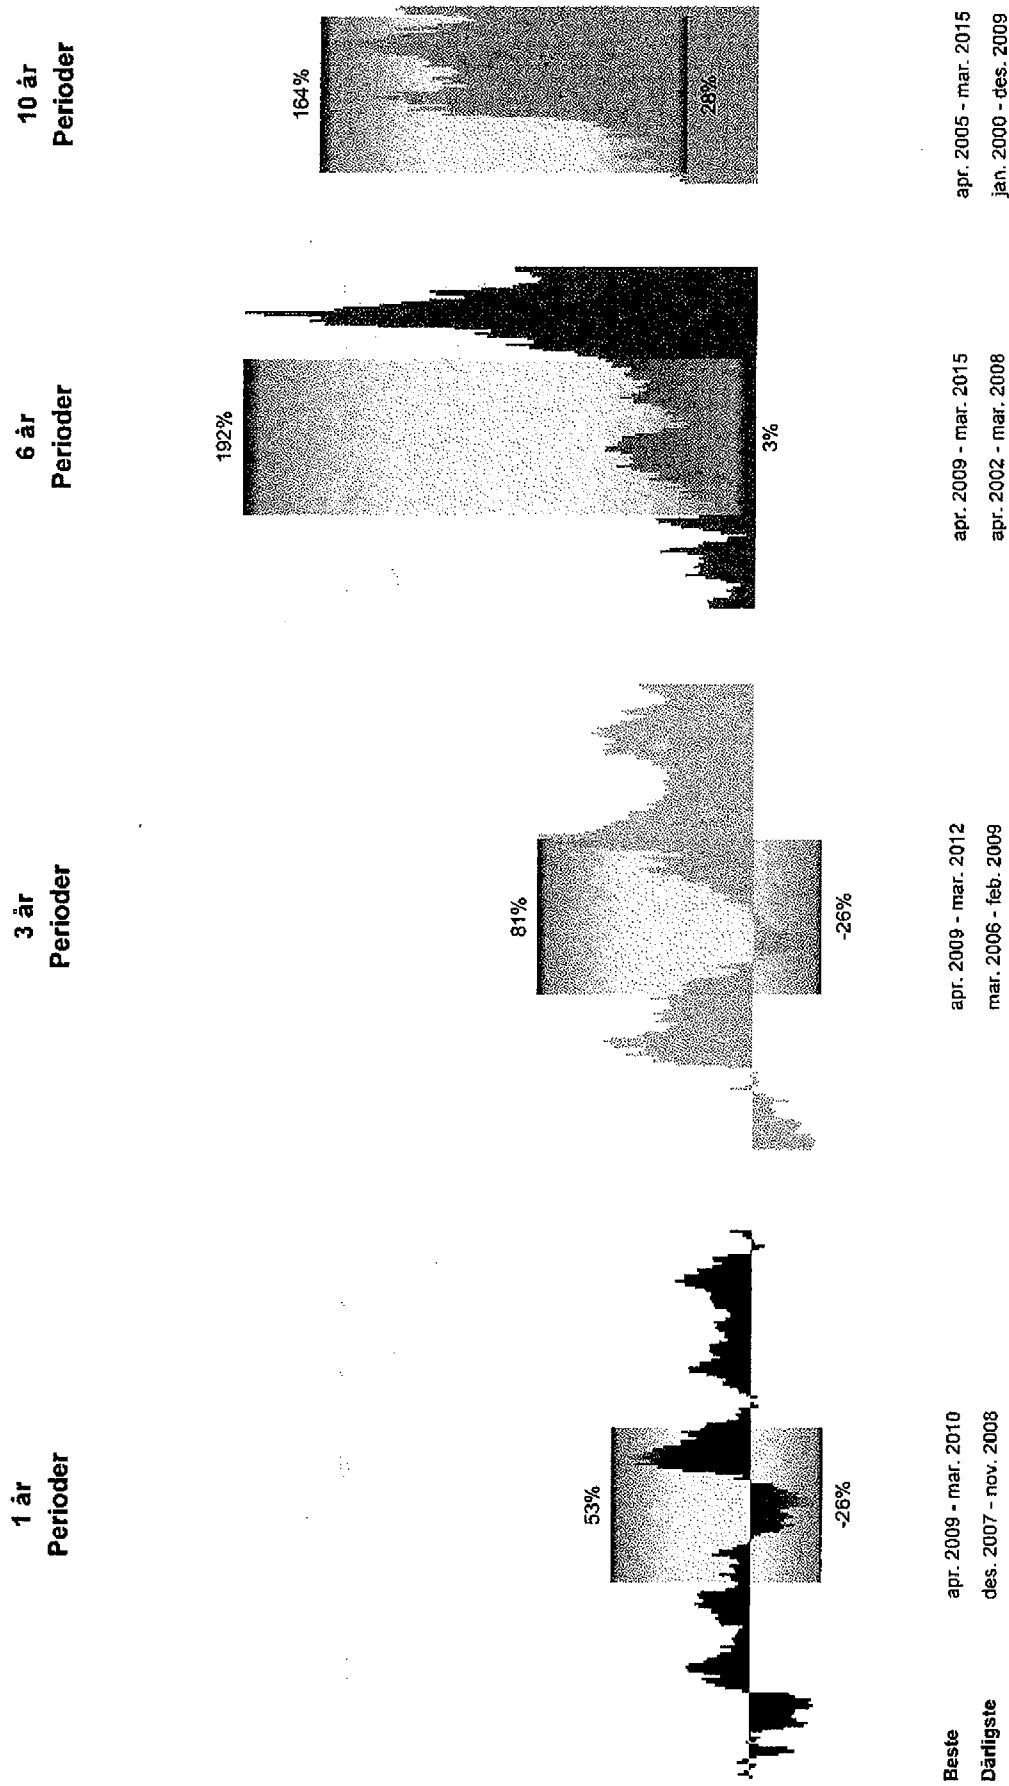 1 år
Perioder
3 år
Perioder
6 år
Perioder
10 år
Perioder
53%
-26%
81%
-26%
192%
3%
164%
28%
Beste apr. 2009 - mar. 2010 apr. 2009 - mar. 2012 apr. 2009 - mar. 2015 apr. 2005 - mar. 2015
Dårligste des. 2007 - nov. 2008 mar. 2006 - feb. 2009 apr. 2002 - mar. 2008 jan. 2000 - des. 2009